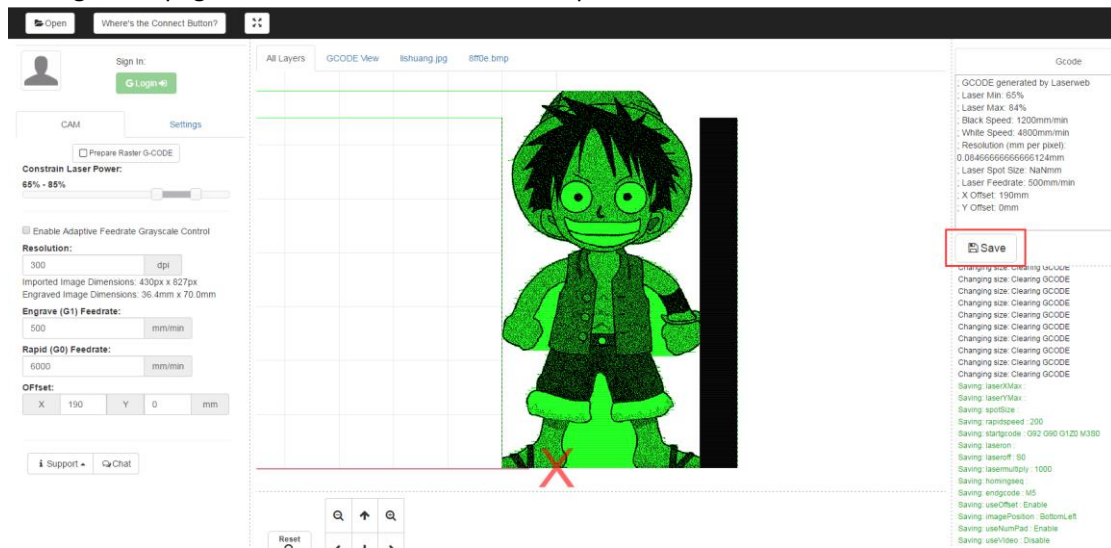 Open
Where's the Connect Button?
Sign In:
G Login
CAM
Settings
Prepare Raster G-CODE
Constrain Laser Power:
65% - 85%
Enable Adaptive Feedrate Grayscale Control
Resolution:
300 dpi
Imported Image Dimensions: 430px x 827px
Engraved Image Dimensions: 36.4mm x 70.0mm
Engrave (G1) Feedrate:
500 mm/min
Rapid (G0) Feedrate:
6000 mm/min
OFfset:
X 190 Y 0 mm
Support
Chat
All Layers
GCODE View
lishuang.jpg
8ff0e.bmp
X
Reset
Gcode
; GCODE generated by Laserweb
; Laser Min: 65%
; Laser Max: 84%
; Black Speed: 1200mm/min
; White Speed: 4800mm/min
; Resolution (mm per pixel):
0.08466666666666124mm
; Laser Spot Size: NaNmm
; Laser Feedrate: 500mm/min
; X Offset: 190mm
; Y Offset: 0mm
Save
Changing size: Clearing GCODE
Changing size: Clearing GCODE
Changing size: Clearing GCODE
Changing size: Clearing GCODE
Changing size: Clearing GCODE
Changing size: Clearing GCODE
Changing size: Clearing GCODE
Changing size: Clearing GCODE
Changing size: Clearing GCODE
Changing size: Clearing GCODE
Saving: laserXMax :
Saving: laserYMax :
Saving: spotSize :
Saving: rapidspeed : 200
Saving: startgcode : G92 G90 G1Z0 M3S0
Saving: laseron :
Saving: laseroff : S0
Saving: lasermultiply : 1000
Saving: homingseq :
Saving: endgcode : M5
Saving: useOffset : Enable
Saving: imagePosition : BottomLeft
Saving: useNumPad : Enable
Saving: useVideo : Disable